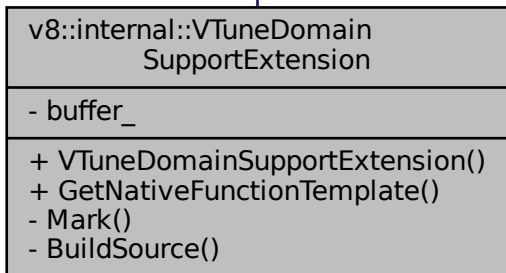 v8::internal::VTuneDomain
SupportExtension
- buffer_
+ VTuneDomainSupportExtension()
+ GetNativeFunctionTemplate()
- Mark()
- BuildSource()